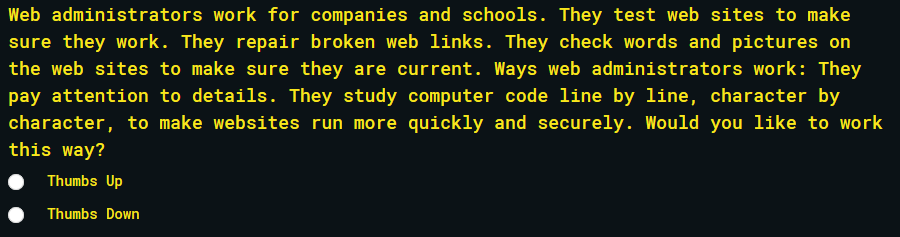 Web administrators work for companies and schools. They test web sites to make
sure they work. They repair broken web links. They check words and pictures on
the web sites to make sure they are current. Ways web administrators work: They
pay attention to details. They study computer code line by line, character by
character, to make websites run more quickly and securely. Would you like to work
this way?
Thumbs Up
Thumbs Down